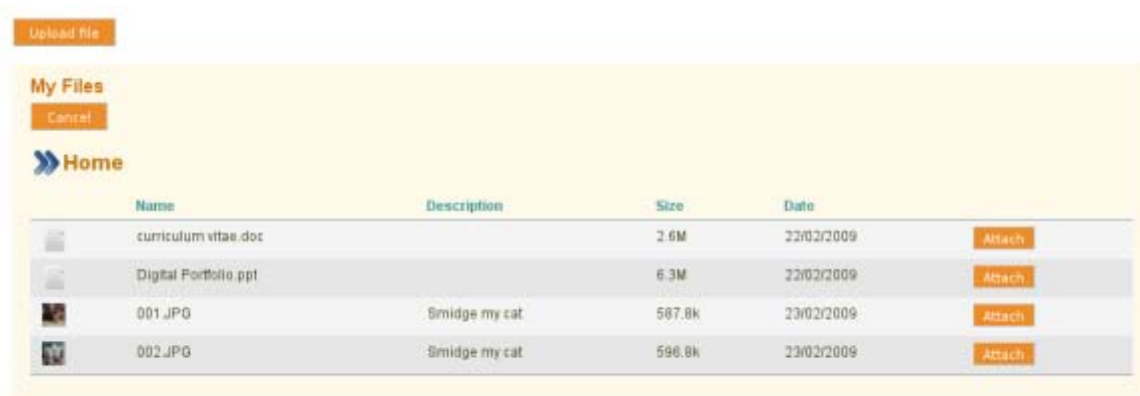 Upload file
My Files
Cancel
Home
Name Description Size Date
curriculum vitae.doc 2.6M 22/02/2009 Attach
Digital Portfolio.ppt 6.3M 22/02/2009 Attach
001.JPG Smidge my cat 587.8k 23/02/2009 Attach
002.JPG Smidge my cat 596.8k 23/02/2009 Attach